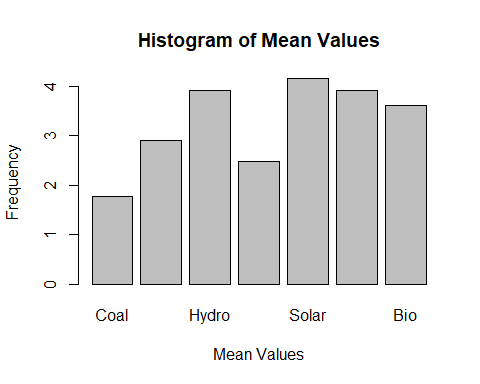 Histogram of Mean Values
Frequency
4
3
2
1
0
Coal Hydro Solar Bio
Mean Values